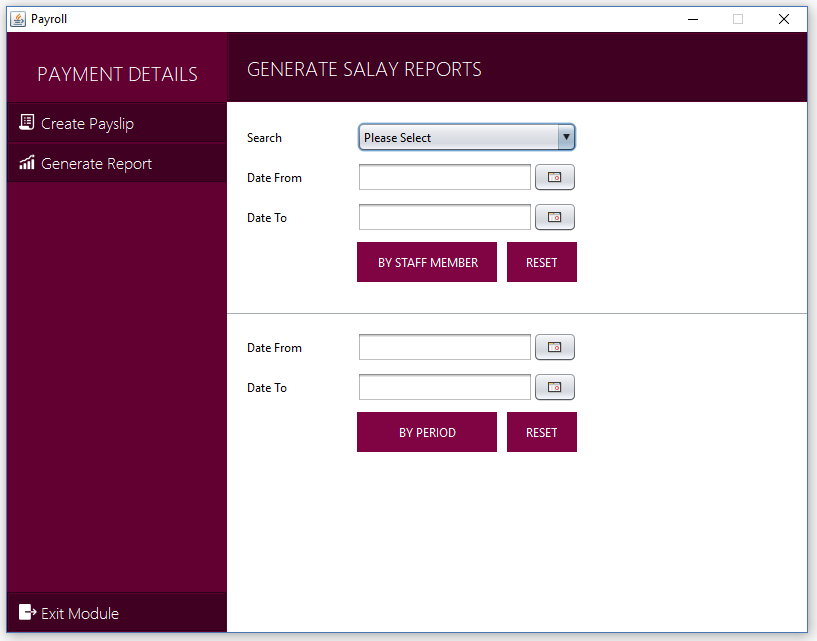 Payroll
PAYMENT DETAILS
Create Payslip
Generate Report
Exit Module
GENERATE SALAY REPORTS
Search
Please Select
Date From
Date To
BY STAFF MEMBER
RESET
Date From
Date To
BY PERIOD
RESET